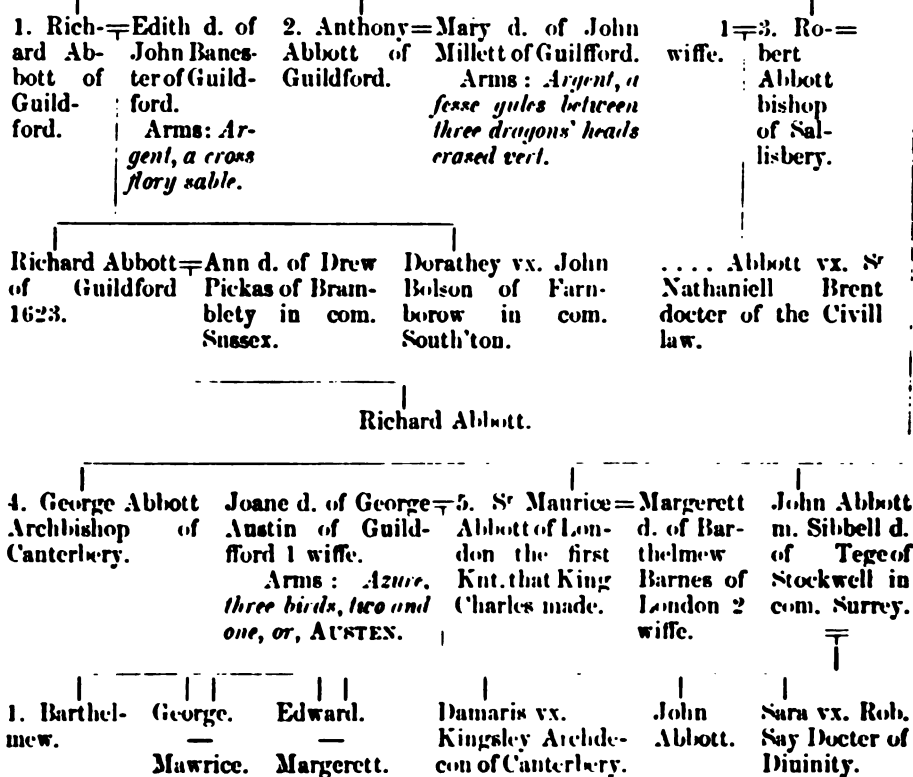 1. Rich-
ard Ab-
bott of
Guild-
ford.
Edith d. of
John Banes-
ter of Guild-
ford.
Arms: Ar-
gent, a cross
flory sable.
2. Anthony
Abbott of
Guildford.
Mary d. of John
Millett of Guilfford.
Arms: Argent, a
fesse gules between
three dragons' heads
erased vert.
1
wiffe.
3. Ro-
bert
Abbott
bishop
of Sal-
lisbery.
Richard Abbott
of Guildford
1623.
Ann d. of Drew
Pickas of Bram-
blety in com.
Sussex.
Dorathey vx. John
Bolson of Farn-
borow in com.
South'ton.
.... Abbott vx. Sr
Nathaniell Brent
docter of the Civill
law.
Richard Abbott.
4. George Abbott
Archbishop of
Canterbery.
Joane d. of George
Austin of Guild-
fford 1 wiffe.
Arms: Azure,
three birds, two and
one, or, AUSTEN.
5. Sr Maurice
Abbott of Lon-
don the first
Knt. that King
Charles made.
Margerett
d. of Bar-
thelmew
Barnes of
London 2
wiffe.
John Abbott
m. Sibbell d.
of Tege of
Stockwell in
com. Surrey.
1. Barthel-
mew.
George.
Mawrice.
Edward.
Margerett.
Damaris vx.
Kingsley Archde-
con of Canterbery.
John
Abbott.
Sara vx. Rob.
Say Docter of
Diuinity.